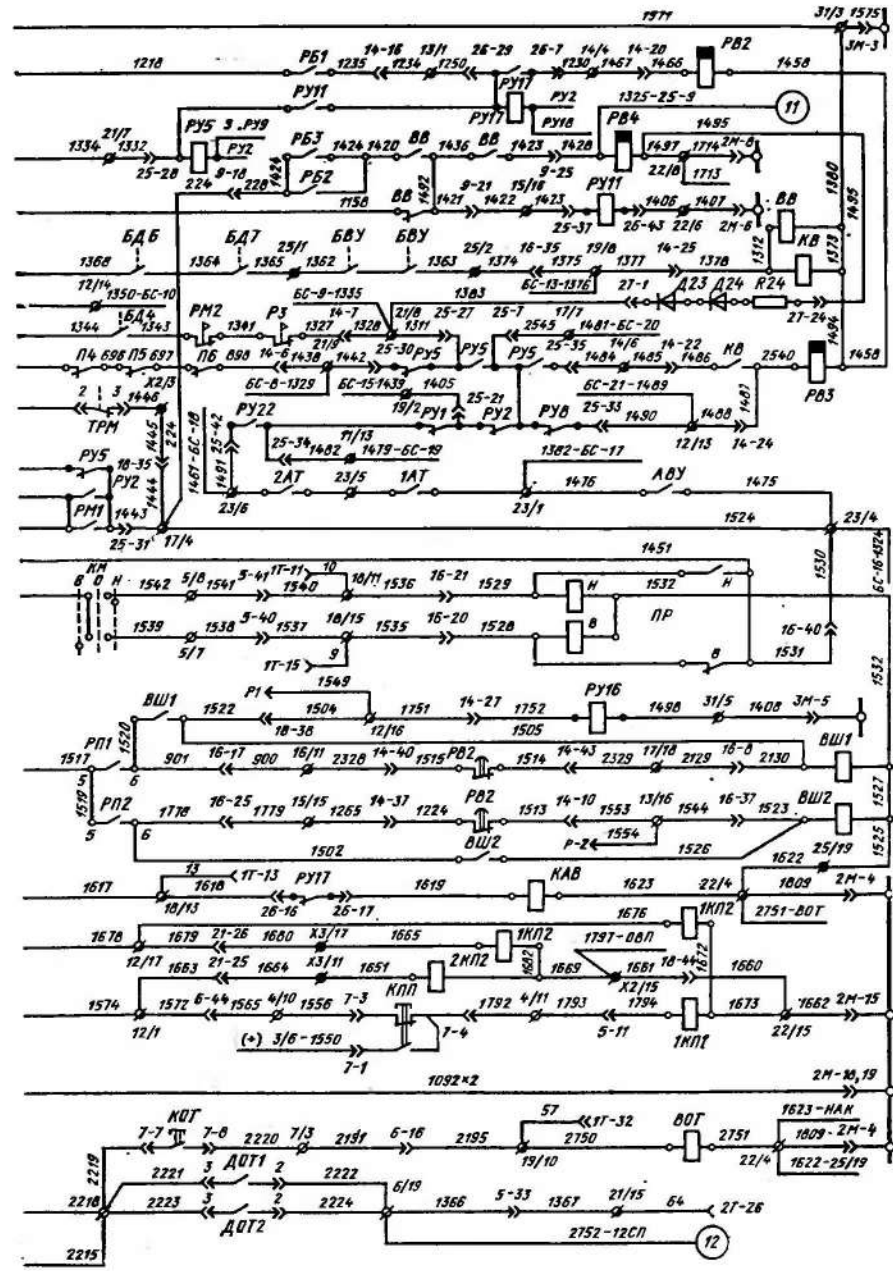 1571 31/3 1575
3М-3
1218 РБ1 1235 14-16 1234 13/1 1250 26-29 26-7 1230 14/4 1467 14-20 1466 РВ2 1458
РУ11 РУ17 РУ17 РУ2 РУ18 1325-25-9 11
1334 21/7 1332 25-28 РУ5 3 РУ9 РУ2 224 9-18 228 РБ3 1424 1420 ВВ 1436 ВВ 1423 1428 9-25 РВ4 1495 1497 1714 2М-8 22/8 1713
1424 РБ2 1492
1158 ВВ 1421 9-21 1422 15/16 1423 25-37 РУ11 26-43 1406 22/6 1407 2М-6 1380 1495
1368 12/14 БД6 1364 БД7 1365 25/1 1362 БВУ БВУ 1363 25/2 1374 16-35 1375 19/8 1377 14-25 1378 1312 ВВ КВ 1373
БС-13-1376
1350-БС-10 БС-9-1335 1383 27-1 Д23 Д24 R24 27-24
1344 БД4 1343 РМ2 1341 РЗ 1327 21/9 14-7 1328 21/8 1311 25-27 25-7 2545 17/7 1481-БС-20 1494
П4 696 П5 697 П6 898 14-6 1438 1442 25-30 РУ5 РУ5 РУ5 25-35 1484 14/6 1485 14-22 1486 КВ 2540 РВ3 1458
2 3 1446 Х2/3 ТРМ БС-8-1329 БС-15-1439 1405 19/2 25-21 БС-21-1489 1487
1445 224 1461-БС-18 25-42 1491 РУ22 РУ1 РУ2 РУ8 25-33 1490 1488 12/13 14-24
25-34 1482 11/13 1479-БС-19 1382-БС-17
РУ5 18-35 РУ2 1444 23/6 2АТ 23/5 1АТ 23/1 1476 АВУ 1475
РМ1 1443 25-31 17/4 1524 23/4
1451 1530 БС-16-1324
КМ В О Н 1542 5/8 1541 5-41 1540 1Т-11 10 18/11 1536 16-21 1529 Н 1532 Н
ПР
1539 5/7 1538 5-40 1537 18/15 1535 16-20 1528 В В 1531 16-40 1532
1Т-15 9
Р1 1549
ВШ1 1522 1504 18-38 12/16 1751 14-27 1752 РУ16 1498 31/5 1408 3М-5
1505
1517 РП1 5 6 1520 901 16-17 900 16/11 2328 14-40 1515 РВ2 1514 14-43 2329 17/18 2129 16-8 2130 ВШ1
1519 1527
РП2 5 6 1778 16-25 1779 15/15 1265 14-37 1224 РВ2 1513 14-10 1553 13/16 1544 16-37 1523 ВШ2
Р-2 1554 1525
1502 ВШ2 1526 1622 25/19
1617 13 1Т-13 18/13 1618 26-16 РУ17 26-17 1619 КАВ 1623 22/4 1809 2М-4
2751-ВОТ
1676 1КП2
1678 12/17 1679 21-26 1680 Х3/17 1665 1КП2 1682 1797-ОВП 1672
1663 21-25 1664 Х3/11 1651 2КП2 1669 1681 Х2/15 18-44 1660
1574 12/1 1572 6-44 1565 4/10 1556 7-3 КПП 7-4 1792 4/11 1793 5-11 1794 1КП1 1673 1662 22/15 2М-15
(+) 3/6-1550 7-1
1092х2 2М-18,19
57 1Т-32 1623-НАК
2219 7-7 КОТ 7-8 2220 7/3 2191 6-16 2195 19/10 2750 ВОТ 2751 22/4 1809 2М-4
1622-25/19
2221 3 ДОТ1 2 2222
2218 2223 3 ДОТ2 2 2224 6/19 1366 5-33 1367 21/15 64 2Т-26
2215 2752-12СП 12